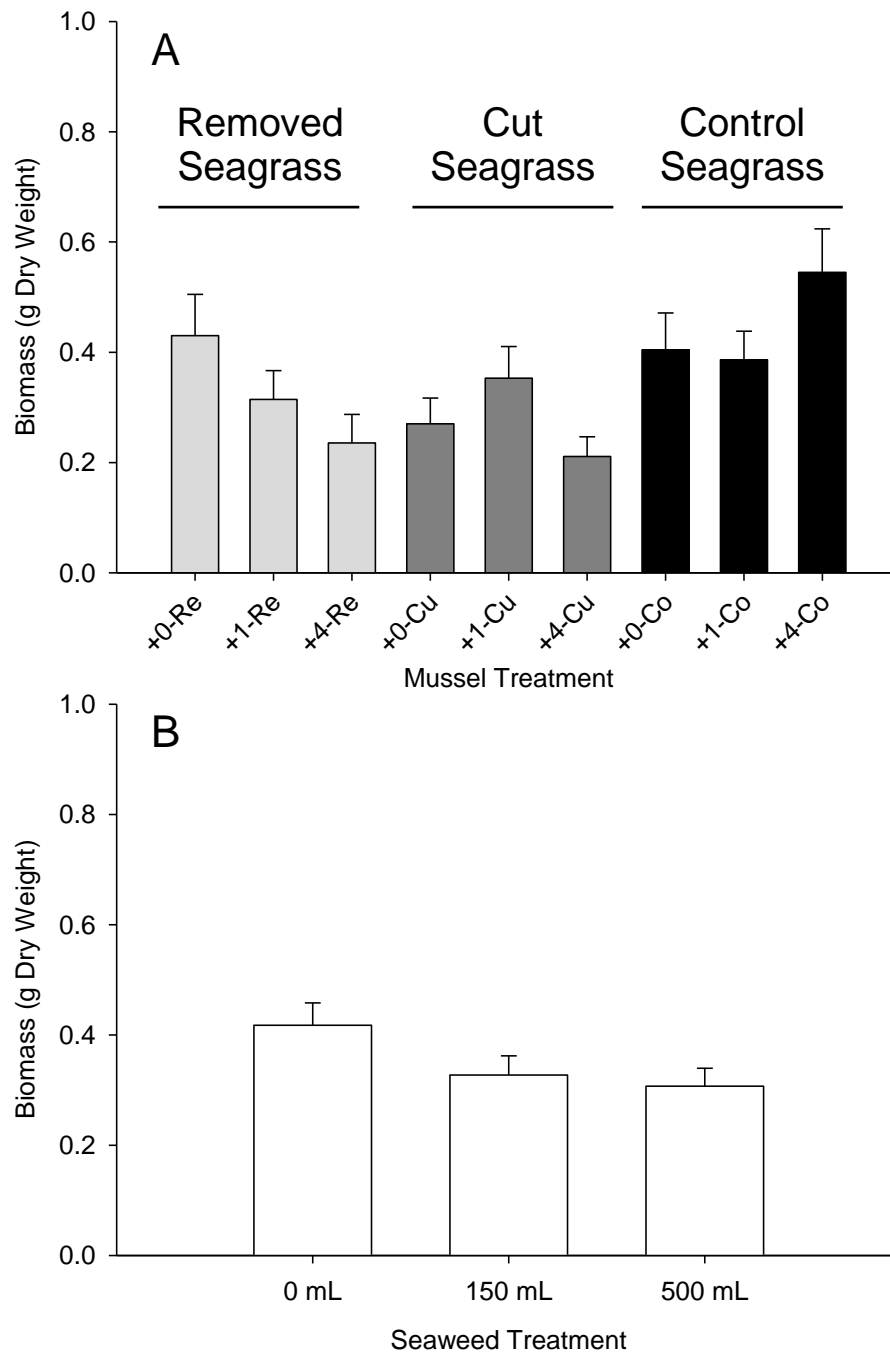 A
Removed Seagrass
Cut Seagrass
Control Seagrass
Biomass (g Dry Weight)
1.0
0.8
0.6
0.4
0.2
0.0
+0-Re
+1-Re
+4-Re
+0-Cu
+1-Cu
+4-Cu
+0-Co
+1-Co
+4-Co
Mussel Treatment
B
Biomass (g Dry Weight)
1.0
0.8
0.6
0.4
0.2
0.0
0 mL
150 mL
500 mL
Seaweed Treatment